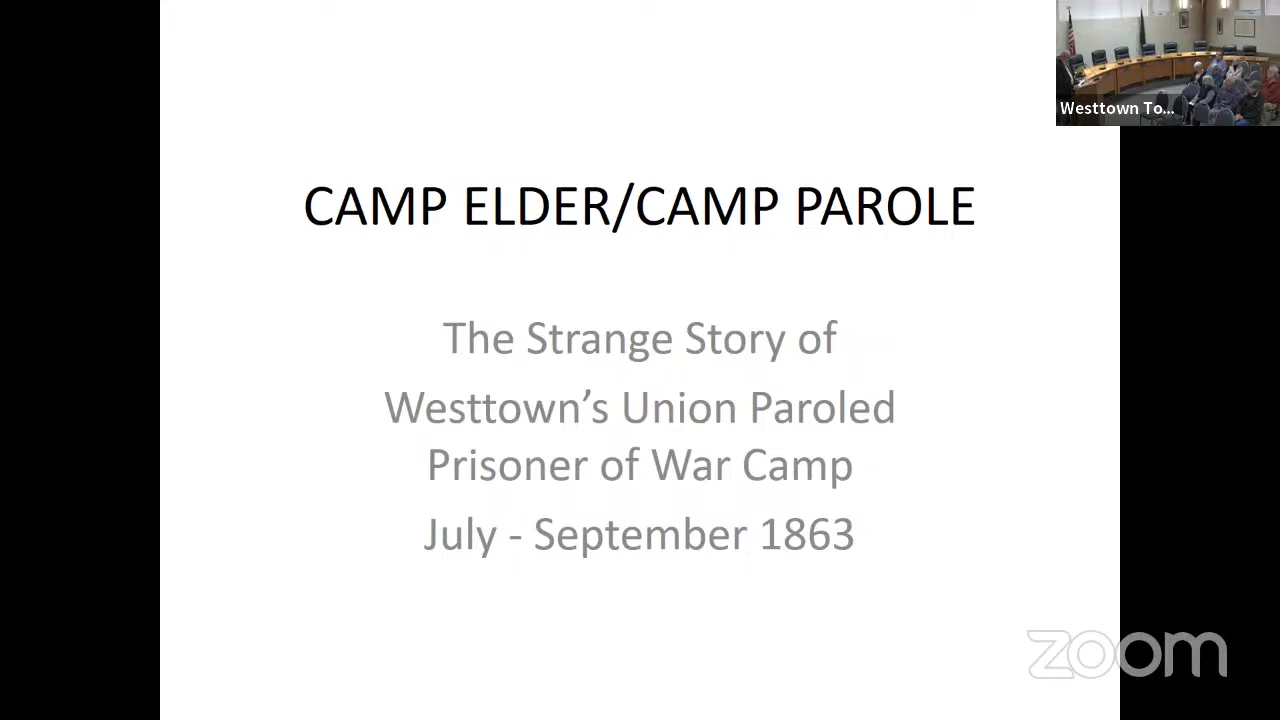 Westtown To...
CAMP ELDER/CAMP PAROLE
The Strange Story of
Westtown's Union Paroled
Prisoner of War Camp
July - September 1863
zoom